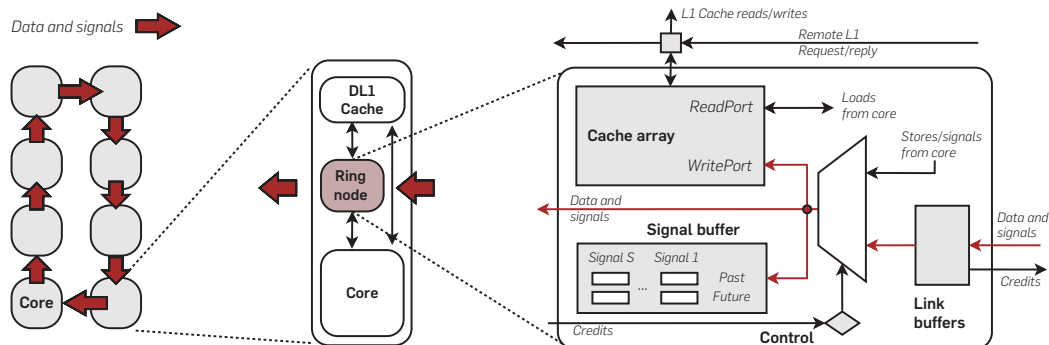 Data and signals
Core
DL1
Cache
Ring
node
Core
L1 Cache reads/writes
Remote L1
Request/reply
ReadPort
Cache array
WritePort
Loads
from core
Stores/signals
from core
Data and
signals
Signal buffer
Signal S
Signal 1
...
Past
Future
Data and
signals
Credits
Link
buffers
Credits
Control